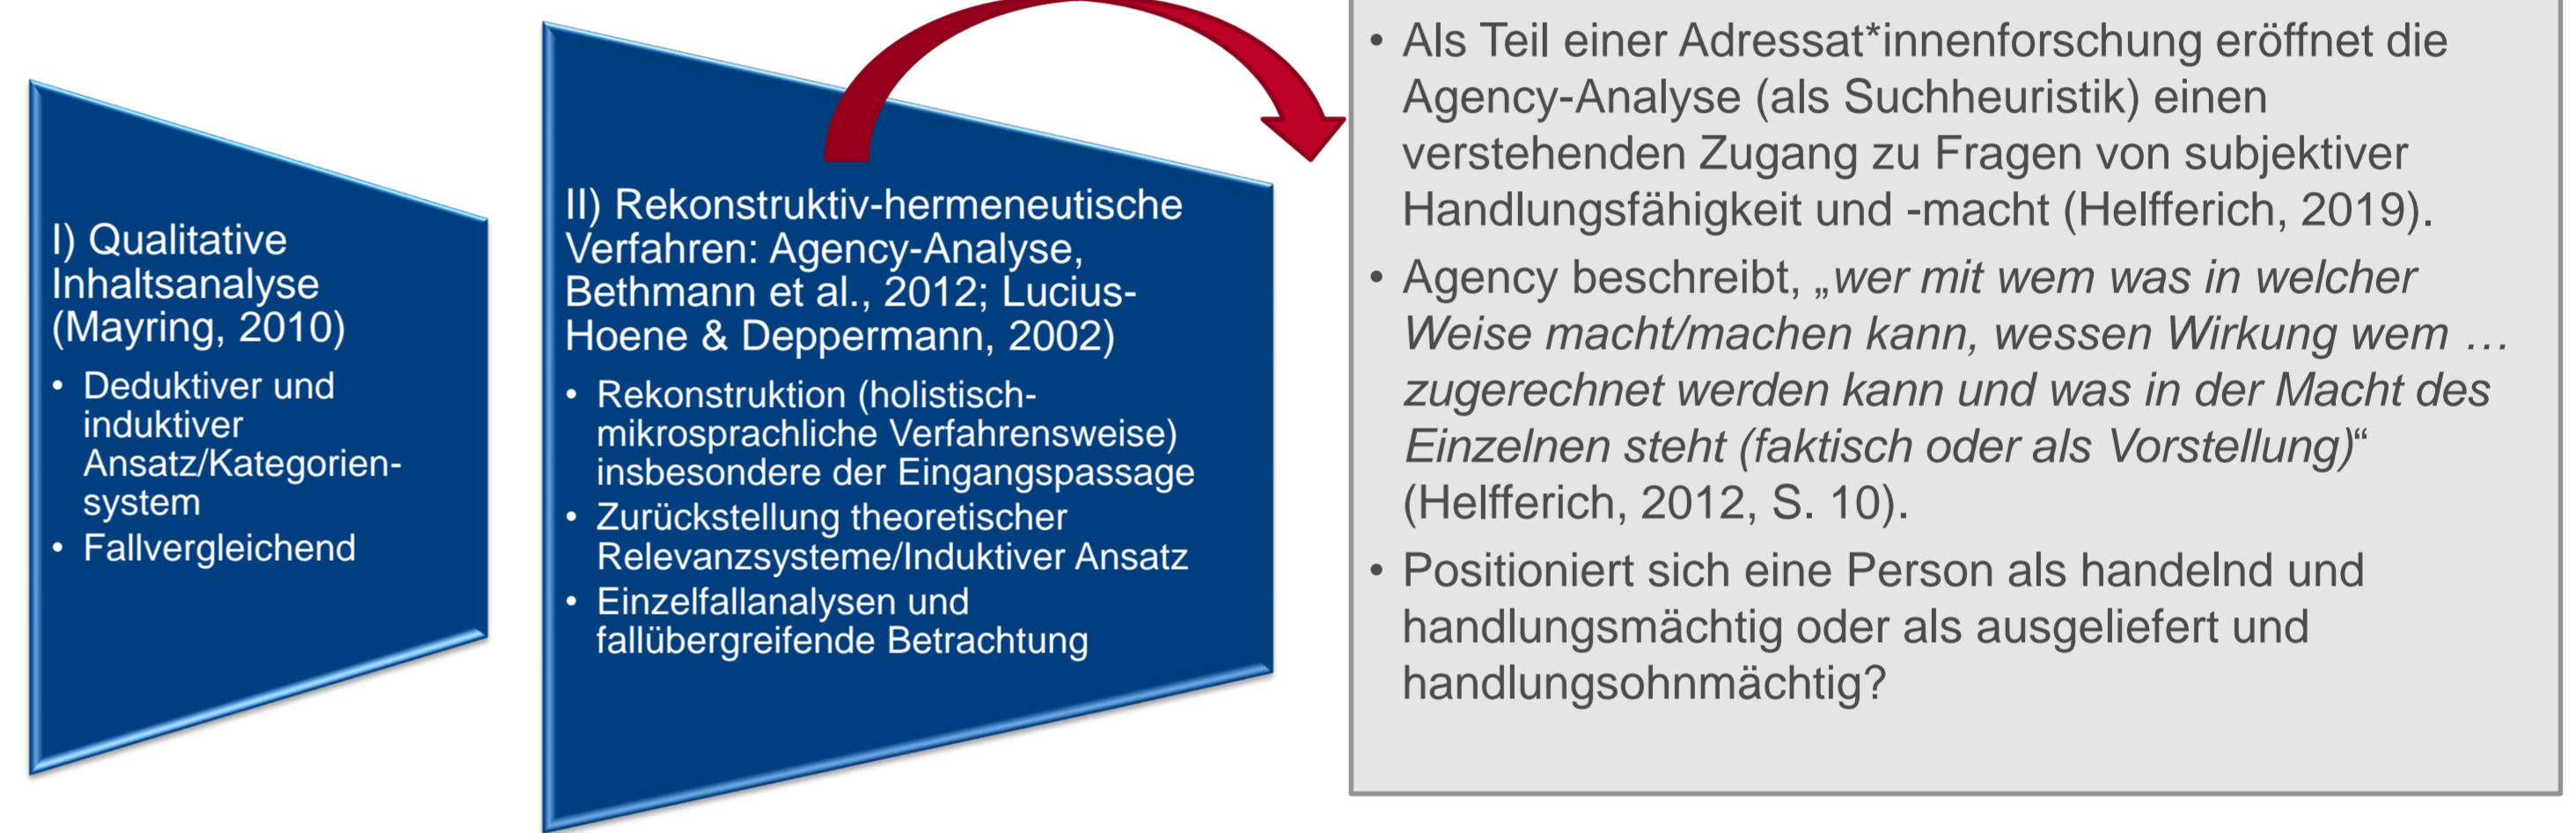 I) Qualitative
Inhaltsanalyse
(Mayring, 2010)
• Deduktiver und
induktiver
Ansatz/Kategorien-
system
• Fallvergleichend
II) Rekonstruktiv-hermeneutische
Verfahren: Agency-Analyse,
Bethmann et al., 2012; Lucius-
Hoene & Deppermann, 2002)
• Rekonstruktion (holistisch-
mikrosprachliche Verfahrensweise)
insbesondere der Eingangspassage
• Zurückstellung theoretischer
Relevanzsysteme/Induktiver Ansatz
• Einzelfallanalysen und
fallübergreifende Betrachtung
• Als Teil einer Adressat*innenforschung eröffnet die
Agency-Analyse (als Suchheuristik) einen
verstehenden Zugang zu Fragen von subjektiver
Handlungsfähigkeit und -macht (Helfferich, 2019).
• Agency beschreibt, „wer mit wem was in welcher
Weise macht/machen kann, wessen Wirkung wem …
zugerechnet werden kann und was in der Macht des
Einzelnen steht (faktisch oder als Vorstellung)“
(Helfferich, 2012, S. 10).
• Positioniert sich eine Person als handelnd und
handlungsmächtig oder als ausgeliefert und
handlungsohnmächtig?